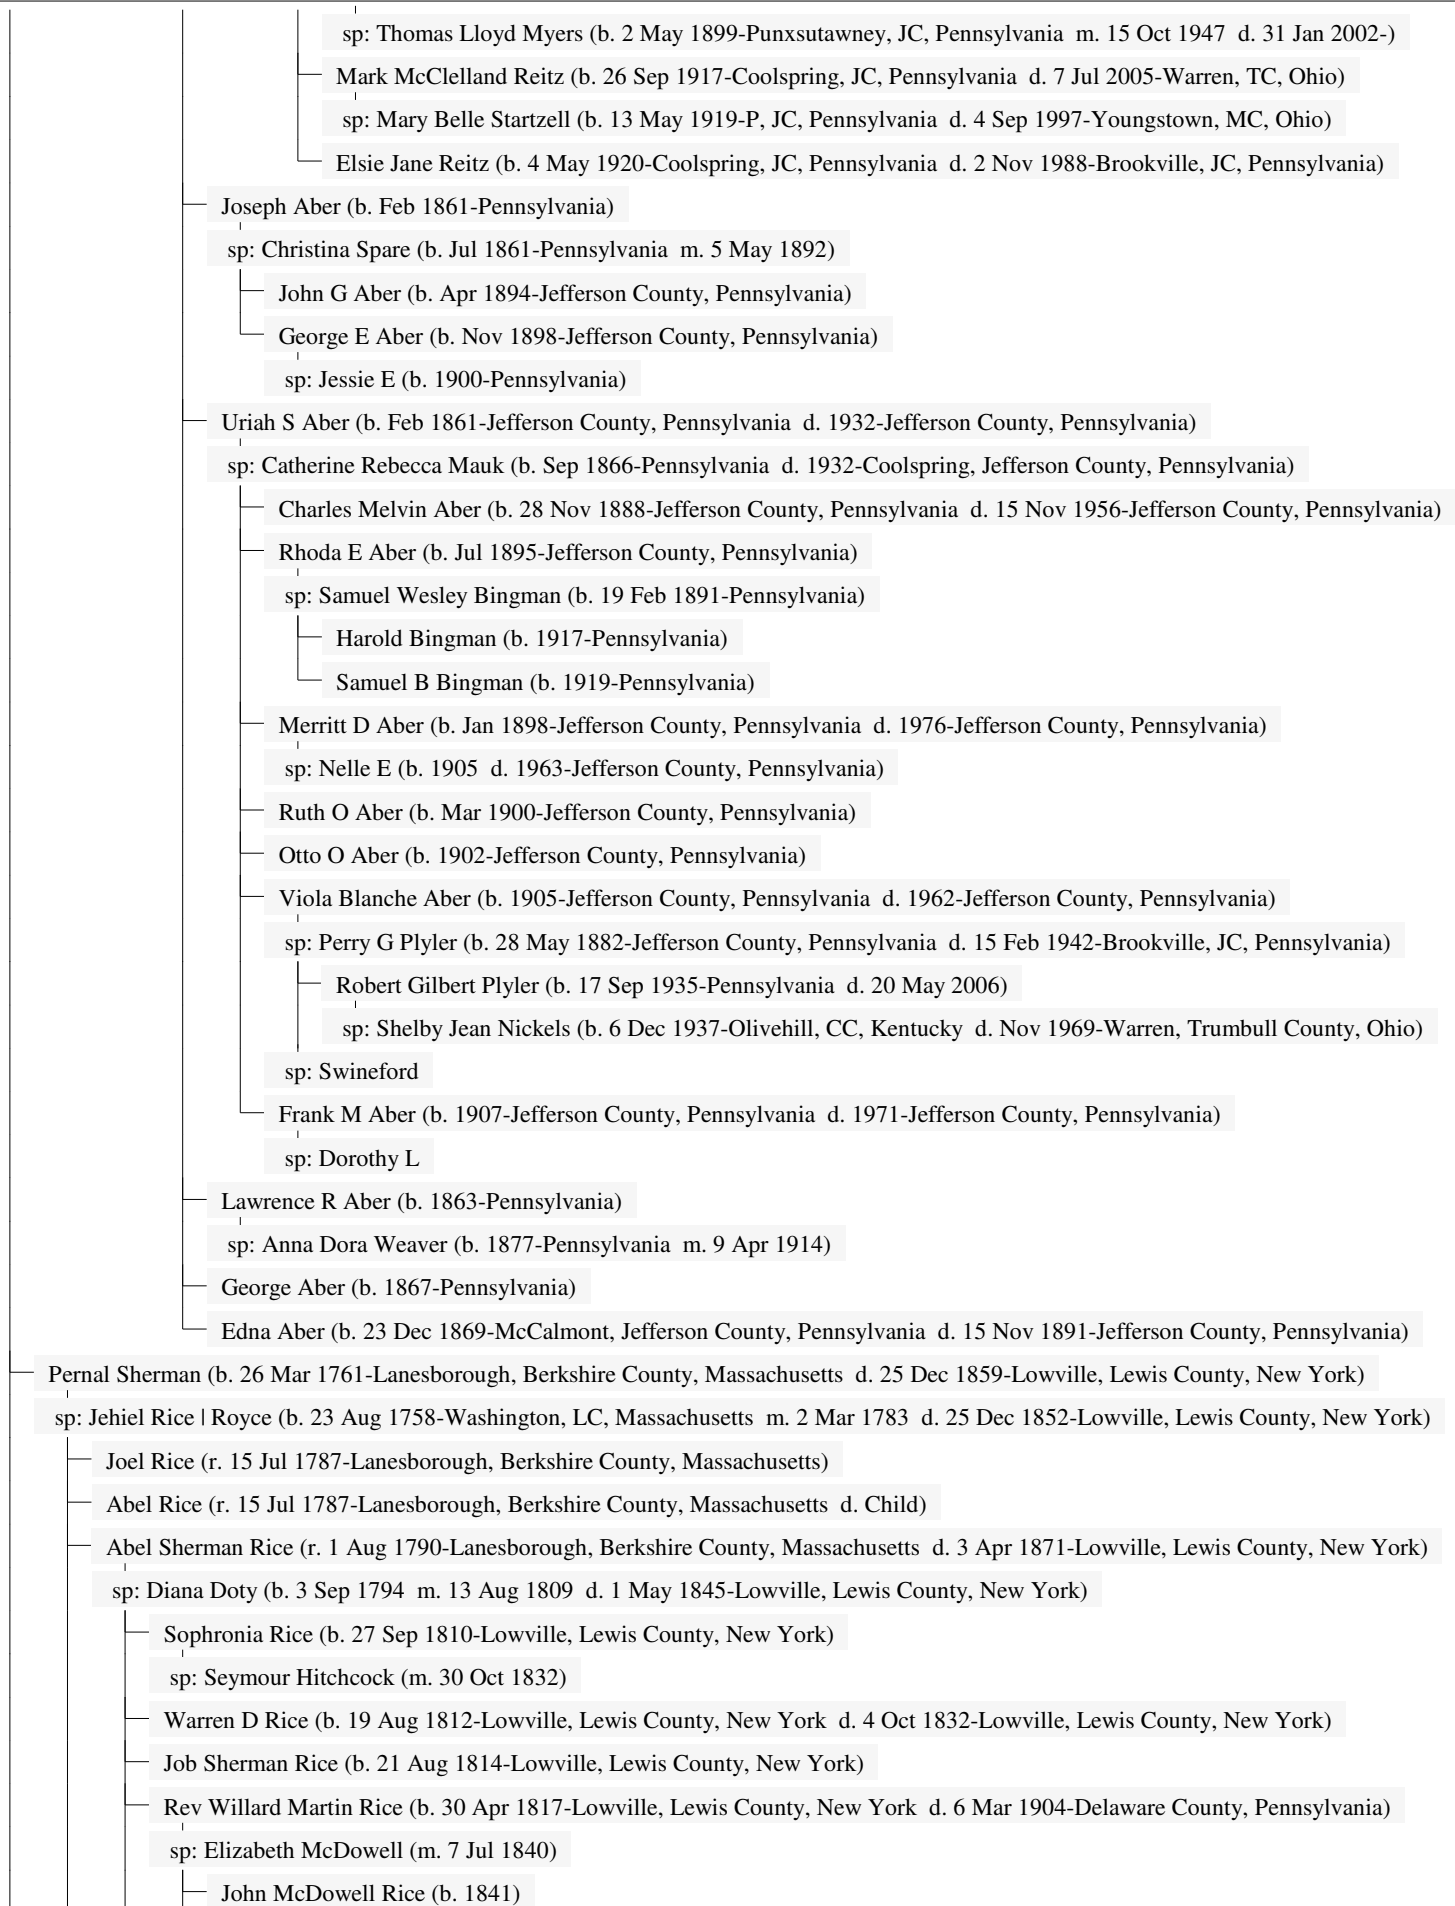 sp: Thomas Lloyd Myers (b. 2 May 1899-Punxsutawney, JC, Pennsylvania m. 15 Oct 1947 d. 31 Jan 2002-)
Mark McClelland Reitz (b. 26 Sep 1917-Coolspring, JC, Pennsylvania d. 7 Jul 2005-Warren, TC, Ohio)
sp: Mary Belle Startzell (b. 13 May 1919-P, JC, Pennsylvania d. 4 Sep 1997-Youngstown, MC, Ohio)
Elsie Jane Reitz (b. 4 May 1920-Coolspring, JC, Pennsylvania d. 2 Nov 1988-Brookville, JC, Pennsylvania)
Joseph Aber (b. Feb 1861-Pennsylvania)
sp: Christina Spare (b. Jul 1861-Pennsylvania m. 5 May 1892)
John G Aber (b. Apr 1894-Jefferson County, Pennsylvania)
George E Aber (b. Nov 1898-Jefferson County, Pennsylvania)
sp: Jessie E (b. 1900-Pennsylvania)
Uriah S Aber (b. Feb 1861-Jefferson County, Pennsylvania d. 1932-Jefferson County, Pennsylvania)
sp: Catherine Rebecca Mauk (b. Sep 1866-Pennsylvania d. 1932-Coolspring, Jefferson County, Pennsylvania)
Charles Melvin Aber (b. 28 Nov 1888-Jefferson County, Pennsylvania d. 15 Nov 1956-Jefferson County, Pennsylvania)
Rhoda E Aber (b. Jul 1895-Jefferson County, Pennsylvania)
sp: Samuel Wesley Bingman (b. 19 Feb 1891-Pennsylvania)
Harold Bingman (b. 1917-Pennsylvania)
Samuel B Bingman (b. 1919-Pennsylvania)
Merritt D Aber (b. Jan 1898-Jefferson County, Pennsylvania d. 1976-Jefferson County, Pennsylvania)
sp: Nelle E (b. 1905 d. 1963-Jefferson County, Pennsylvania)
Ruth O Aber (b. Mar 1900-Jefferson County, Pennsylvania)
Otto O Aber (b. 1902-Jefferson County, Pennsylvania)
Viola Blanche Aber (b. 1905-Jefferson County, Pennsylvania d. 1962-Jefferson County, Pennsylvania)
sp: Perry G Plyler (b. 28 May 1882-Jefferson County, Pennsylvania d. 15 Feb 1942-Brookville, JC, Pennsylvania)
Robert Gilbert Plyler (b. 17 Sep 1935-Pennsylvania d. 20 May 2006)
sp: Shelby Jean Nickels (b. 6 Dec 1937-Olivehill, CC, Kentucky d. Nov 1969-Warren, Trumbull County, Ohio)
sp: Swineford
Frank M Aber (b. 1907-Jefferson County, Pennsylvania d. 1971-Jefferson County, Pennsylvania)
sp: Dorothy L
Lawrence R Aber (b. 1863-Pennsylvania)
sp: Anna Dora Weaver (b. 1877-Pennsylvania m. 9 Apr 1914)
George Aber (b. 1867-Pennsylvania)
Edna Aber (b. 23 Dec 1869-McCalmont, Jefferson County, Pennsylvania d. 15 Nov 1891-Jefferson County, Pennsylvania)
Pernal Sherman (b. 26 Mar 1761-Lanesborough, Berkshire County, Massachusetts d. 25 Dec 1859-Lowville, Lewis County, New York)
sp: Jehiel Rice | Royce (b. 23 Aug 1758-Washington, LC, Massachusetts m. 2 Mar 1783 d. 25 Dec 1852-Lowville, Lewis County, New York)
Joel Rice (r. 15 Jul 1787-Lanesborough, Berkshire County, Massachusetts)
Abel Rice (r. 15 Jul 1787-Lanesborough, Berkshire County, Massachusetts d. Child)
Abel Sherman Rice (r. 1 Aug 1790-Lanesborough, Berkshire County, Massachusetts d. 3 Apr 1871-Lowville, Lewis County, New York)
sp: Diana Doty (b. 3 Sep 1794 m. 13 Aug 1809 d. 1 May 1845-Lowville, Lewis County, New York)
Sophronia Rice (b. 27 Sep 1810-Lowville, Lewis County, New York)
sp: Seymour Hitchcock (m. 30 Oct 1832)
Warren D Rice (b. 19 Aug 1812-Lowville, Lewis County, New York d. 4 Oct 1832-Lowville, Lewis County, New York)
Job Sherman Rice (b. 21 Aug 1814-Lowville, Lewis County, New York)
Rev Willard Martin Rice (b. 30 Apr 1817-Lowville, Lewis County, New York d. 6 Mar 1904-Delaware County, Pennsylvania)
sp: Elizabeth McDowell (m. 7 Jul 1840)
John McDowell Rice (b. 1841)